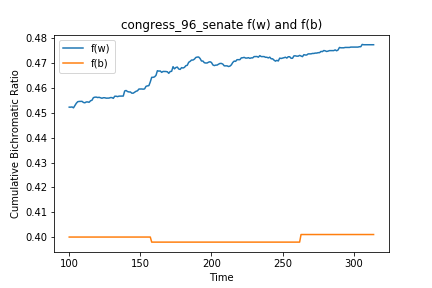 congress_96_senate f(w) and f(b)
f(w)
f(b)
Cumulative Bichromatic Ratio
0.48
0.47
0.46
0.45
0.44
0.43
0.42
0.41
0.40
100 150 200 250 300
Time